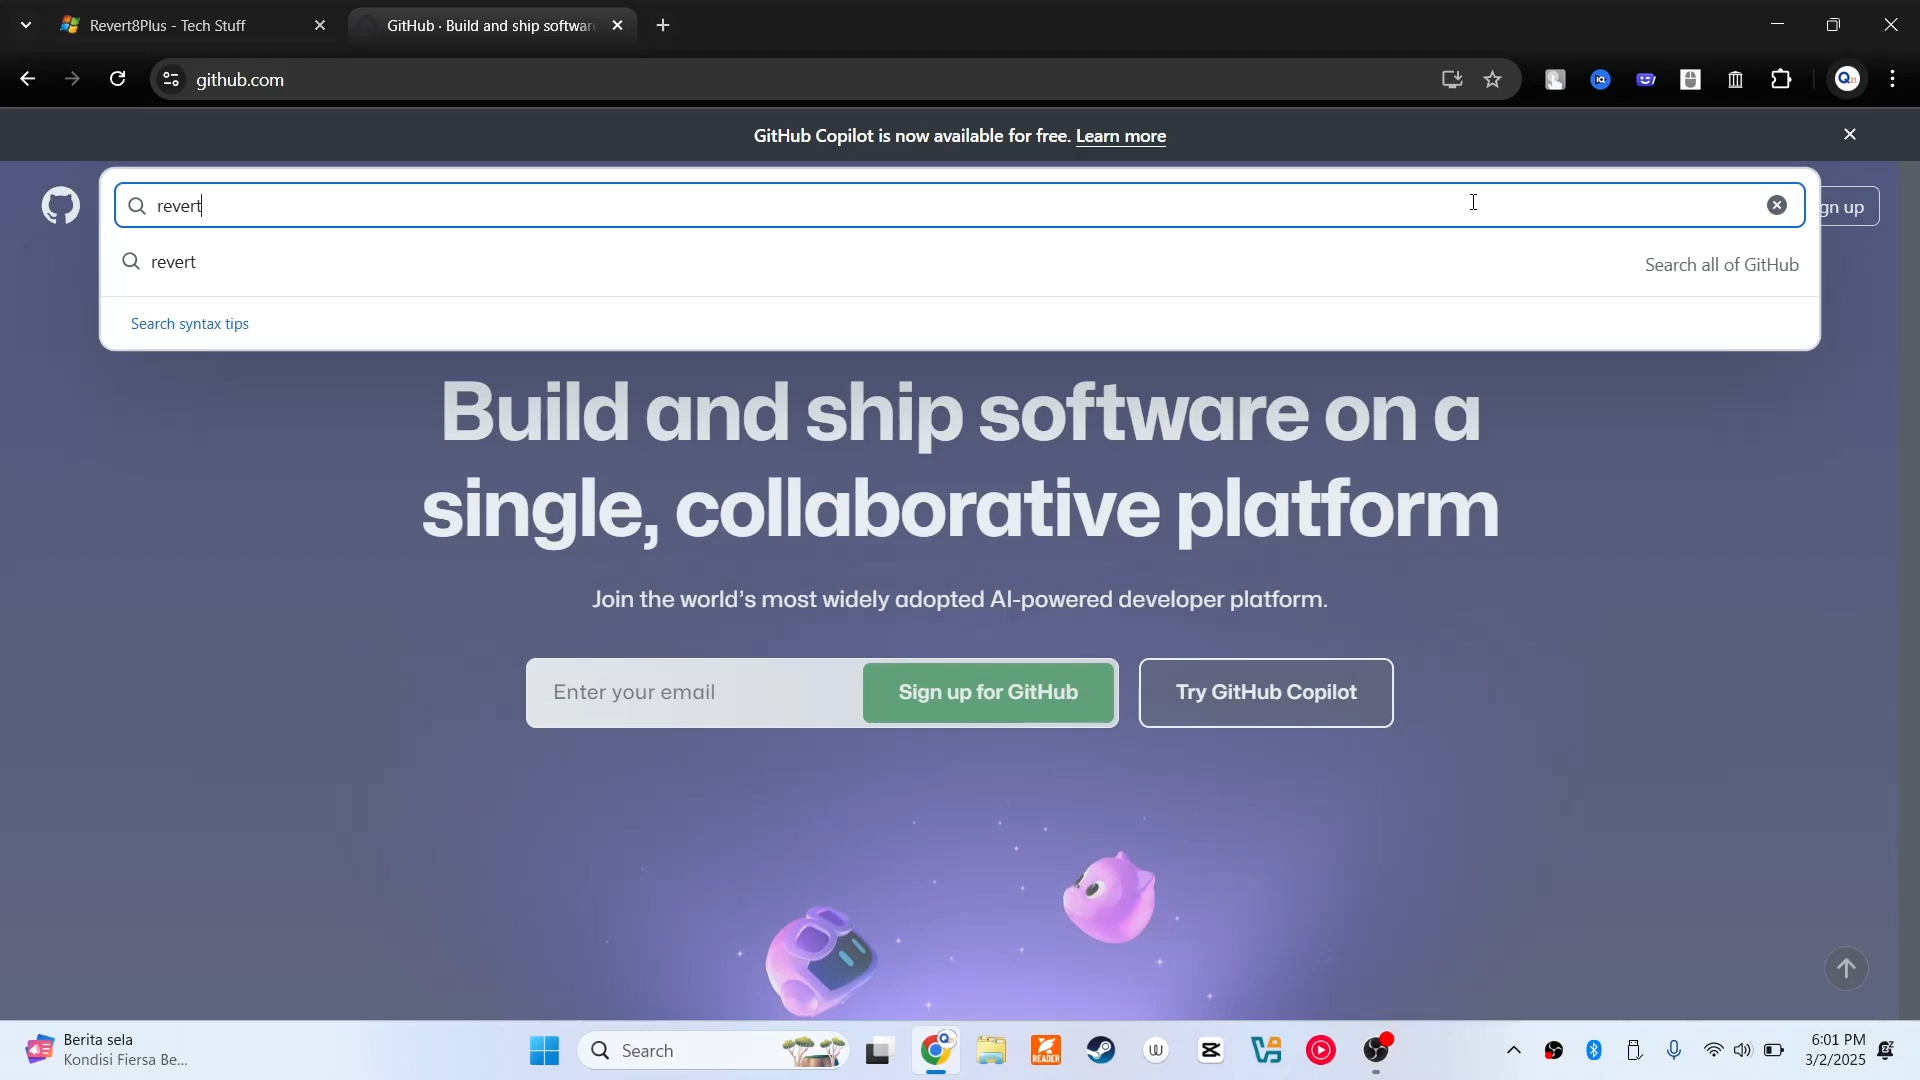 Revert8Plus - Tech Stuff
GitHub · Build and ship softwar
github.com
GitHub Copilot is now available for free. Learn more
revert
gn up
revert
Search all of GitHub
Search syntax tips
Build and ship software on a
single, collaborative platform
Join the world's most widely adopted AI-powered developer platform.
Enter your email
Sign up for GitHub
Try GitHub Copilot
Berita sela
Kondisi Fiersa Be...
Search
READER
6:01 PM
3/2/2025